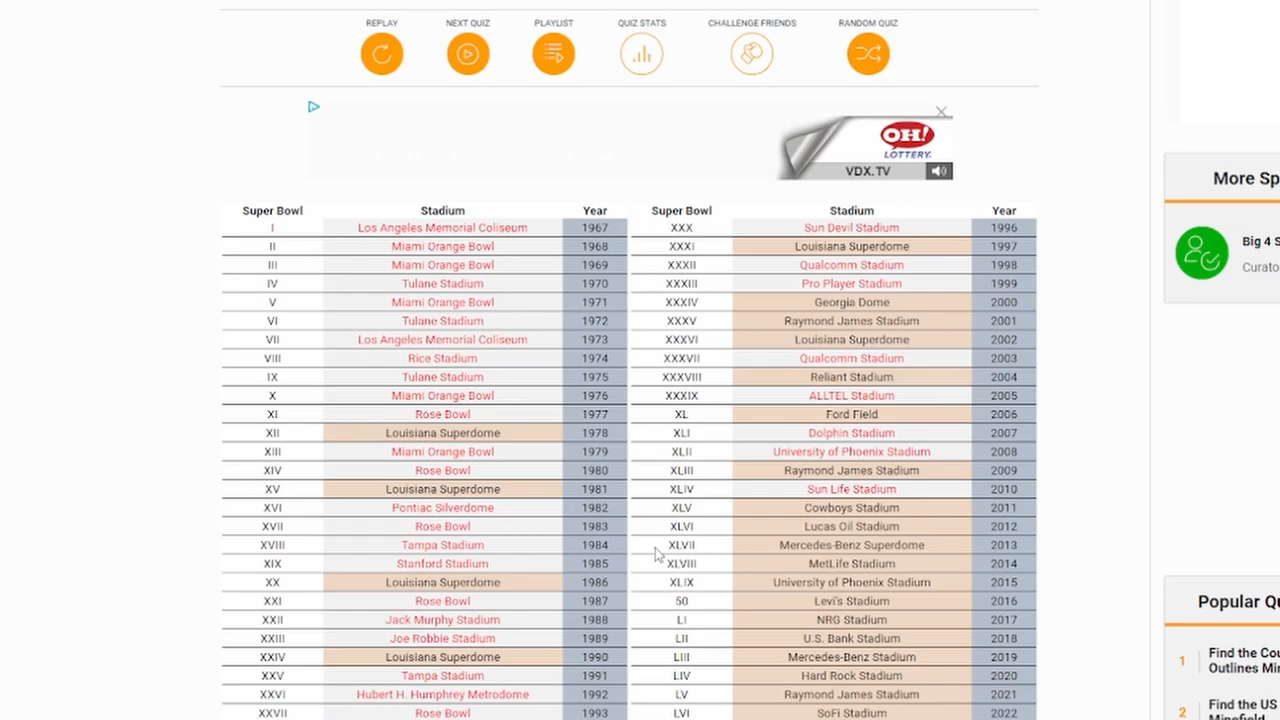 REPLAY NEXT QUIZ PLAYLIST QUIZ STATS CHALLENGE FRIENDS RANDOM QUIZ
OH!
LOTTERY.
VDX.TV
More Sp
Big 4 S
Curato
Super Bowl Stadium Year Super Bowl Stadium Year
I Los Angeles Memorial Coliseum 1967 XXX Sun Devil Stadium 1996
II Miami Orange Bowl 1968 XXXI Louisiana Superdome 1997
III Miami Orange Bowl 1969 XXXII Qualcomm Stadium 1998
IV Tulane Stadium 1970 XXXIII Pro Player Stadium 1999
V Miami Orange Bowl 1971 XXXIV Georgia Dome 2000
VI Tulane Stadium 1972 XXXV Raymond James Stadium 2001
VII Los Angeles Memorial Coliseum 1973 XXXVI Louisiana Superdome 2002
VIII Rice Stadium 1974 XXXVII Qualcomm Stadium 2003
IX Tulane Stadium 1975 XXXVIII Reliant Stadium 2004
X Miami Orange Bowl 1976 XXXIX ALLTEL Stadium 2005
XI Rose Bowl 1977 XL Ford Field 2006
XII Louisiana Superdome 1978 XLI Dolphin Stadium 2007
XIII Miami Orange Bowl 1979 XLII University of Phoenix Stadium 2008
XIV Rose Bowl 1980 XLIII Raymond James Stadium 2009
XV Louisiana Superdome 1981 XLIV Sun Life Stadium 2010
XVI Pontiac Silverdome 1982 XLV Cowboys Stadium 2011
XVII Rose Bowl 1983 XLVI Lucas Oil Stadium 2012
XVIII Tampa Stadium 1984 XLVII Mercedes-Benz Superdome 2013
XIX Stanford Stadium 1985 XLVIII MetLife Stadium 2014
XX Louisiana Superdome 1986 XLIX University of Phoenix Stadium 2015
XXI Rose Bowl 1987 50 Levi's Stadium 2016
XXII Jack Murphy Stadium 1988 LI NRG Stadium 2017
XXIII Joe Robbie Stadium 1989 LII U.S. Bank Stadium 2018
XXIV Louisiana Superdome 1990 LIII Mercedes-Benz Stadium 2019
XXV Tampa Stadium 1991 LIV Hard Rock Stadium 2020
XXVI Hubert H. Humphrey Metrodome 1992 LV Raymond James Stadium 2021
XXVII Rose Bowl 1993 LVI SoFi Stadium 2022
Popular Qu
1 Find the Cou
Outlines Min
2 Find the US
Minefield